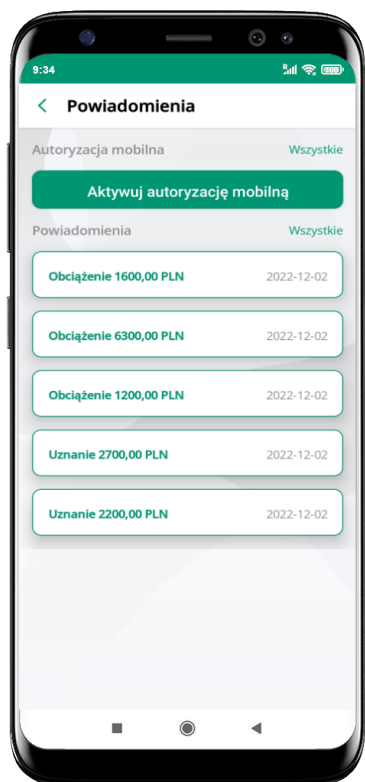 9:34
Powiadomienia
Autoryzacja mobilna Wszystkie
Aktywuj autoryzację mobilną
Powiadomienia Wszystkie
Obciążenie 1600,00 PLN 2022-12-02
Obciążenie 6300,00 PLN 2022-12-02
Obciążenie 1200,00 PLN 2022-12-02
Uznanie 2700,00 PLN 2022-12-02
Uznanie 2200,00 PLN 2022-12-02